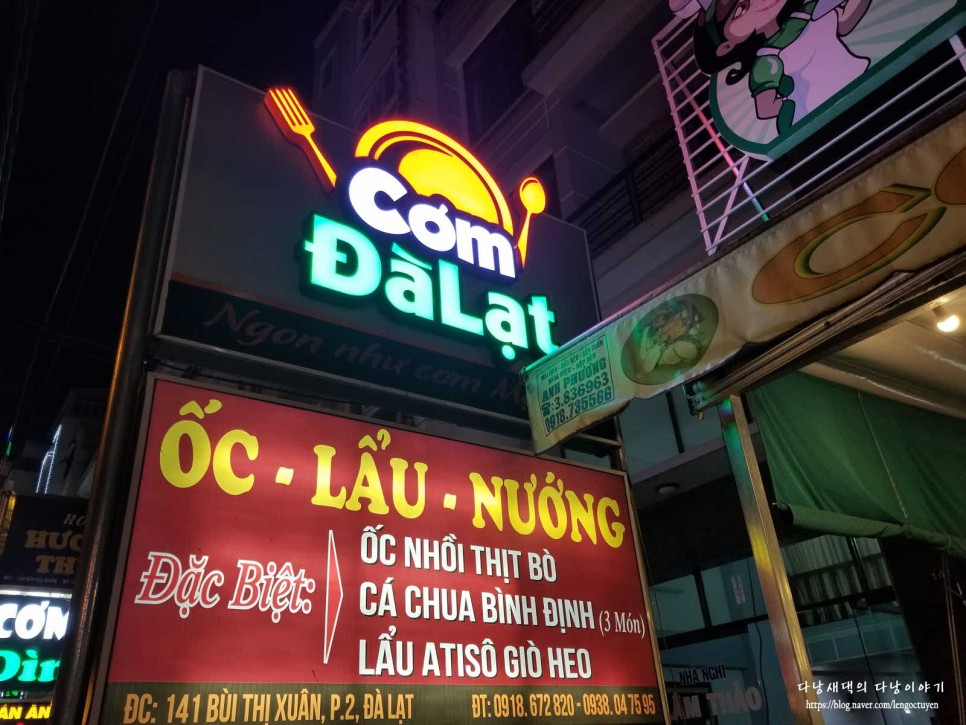 Cơm
ĐàLạt
Ngon như cơm M
ỐC - LẨU - NƯỚNG
Đặc Biệt:
ỐC NHỒI THỊT BÒ
CÁ CHUA BÌNH ĐỊNH (3 Món)
LẨU ATISÔ GIÒ HEO
ĐC: 141 BÙI THỊ XUÂN, P.2, ĐÀ LẠT
ĐT: 0918. 672 820 - 0938. 04 75 95
ANH PHƯƠNG
☎:3.836963
0918.735568
CƠM
NHÀ NGHỈ
THẢO
다낭새댁의 다낭이야기
https://blog.naver.com/lengoctuyen